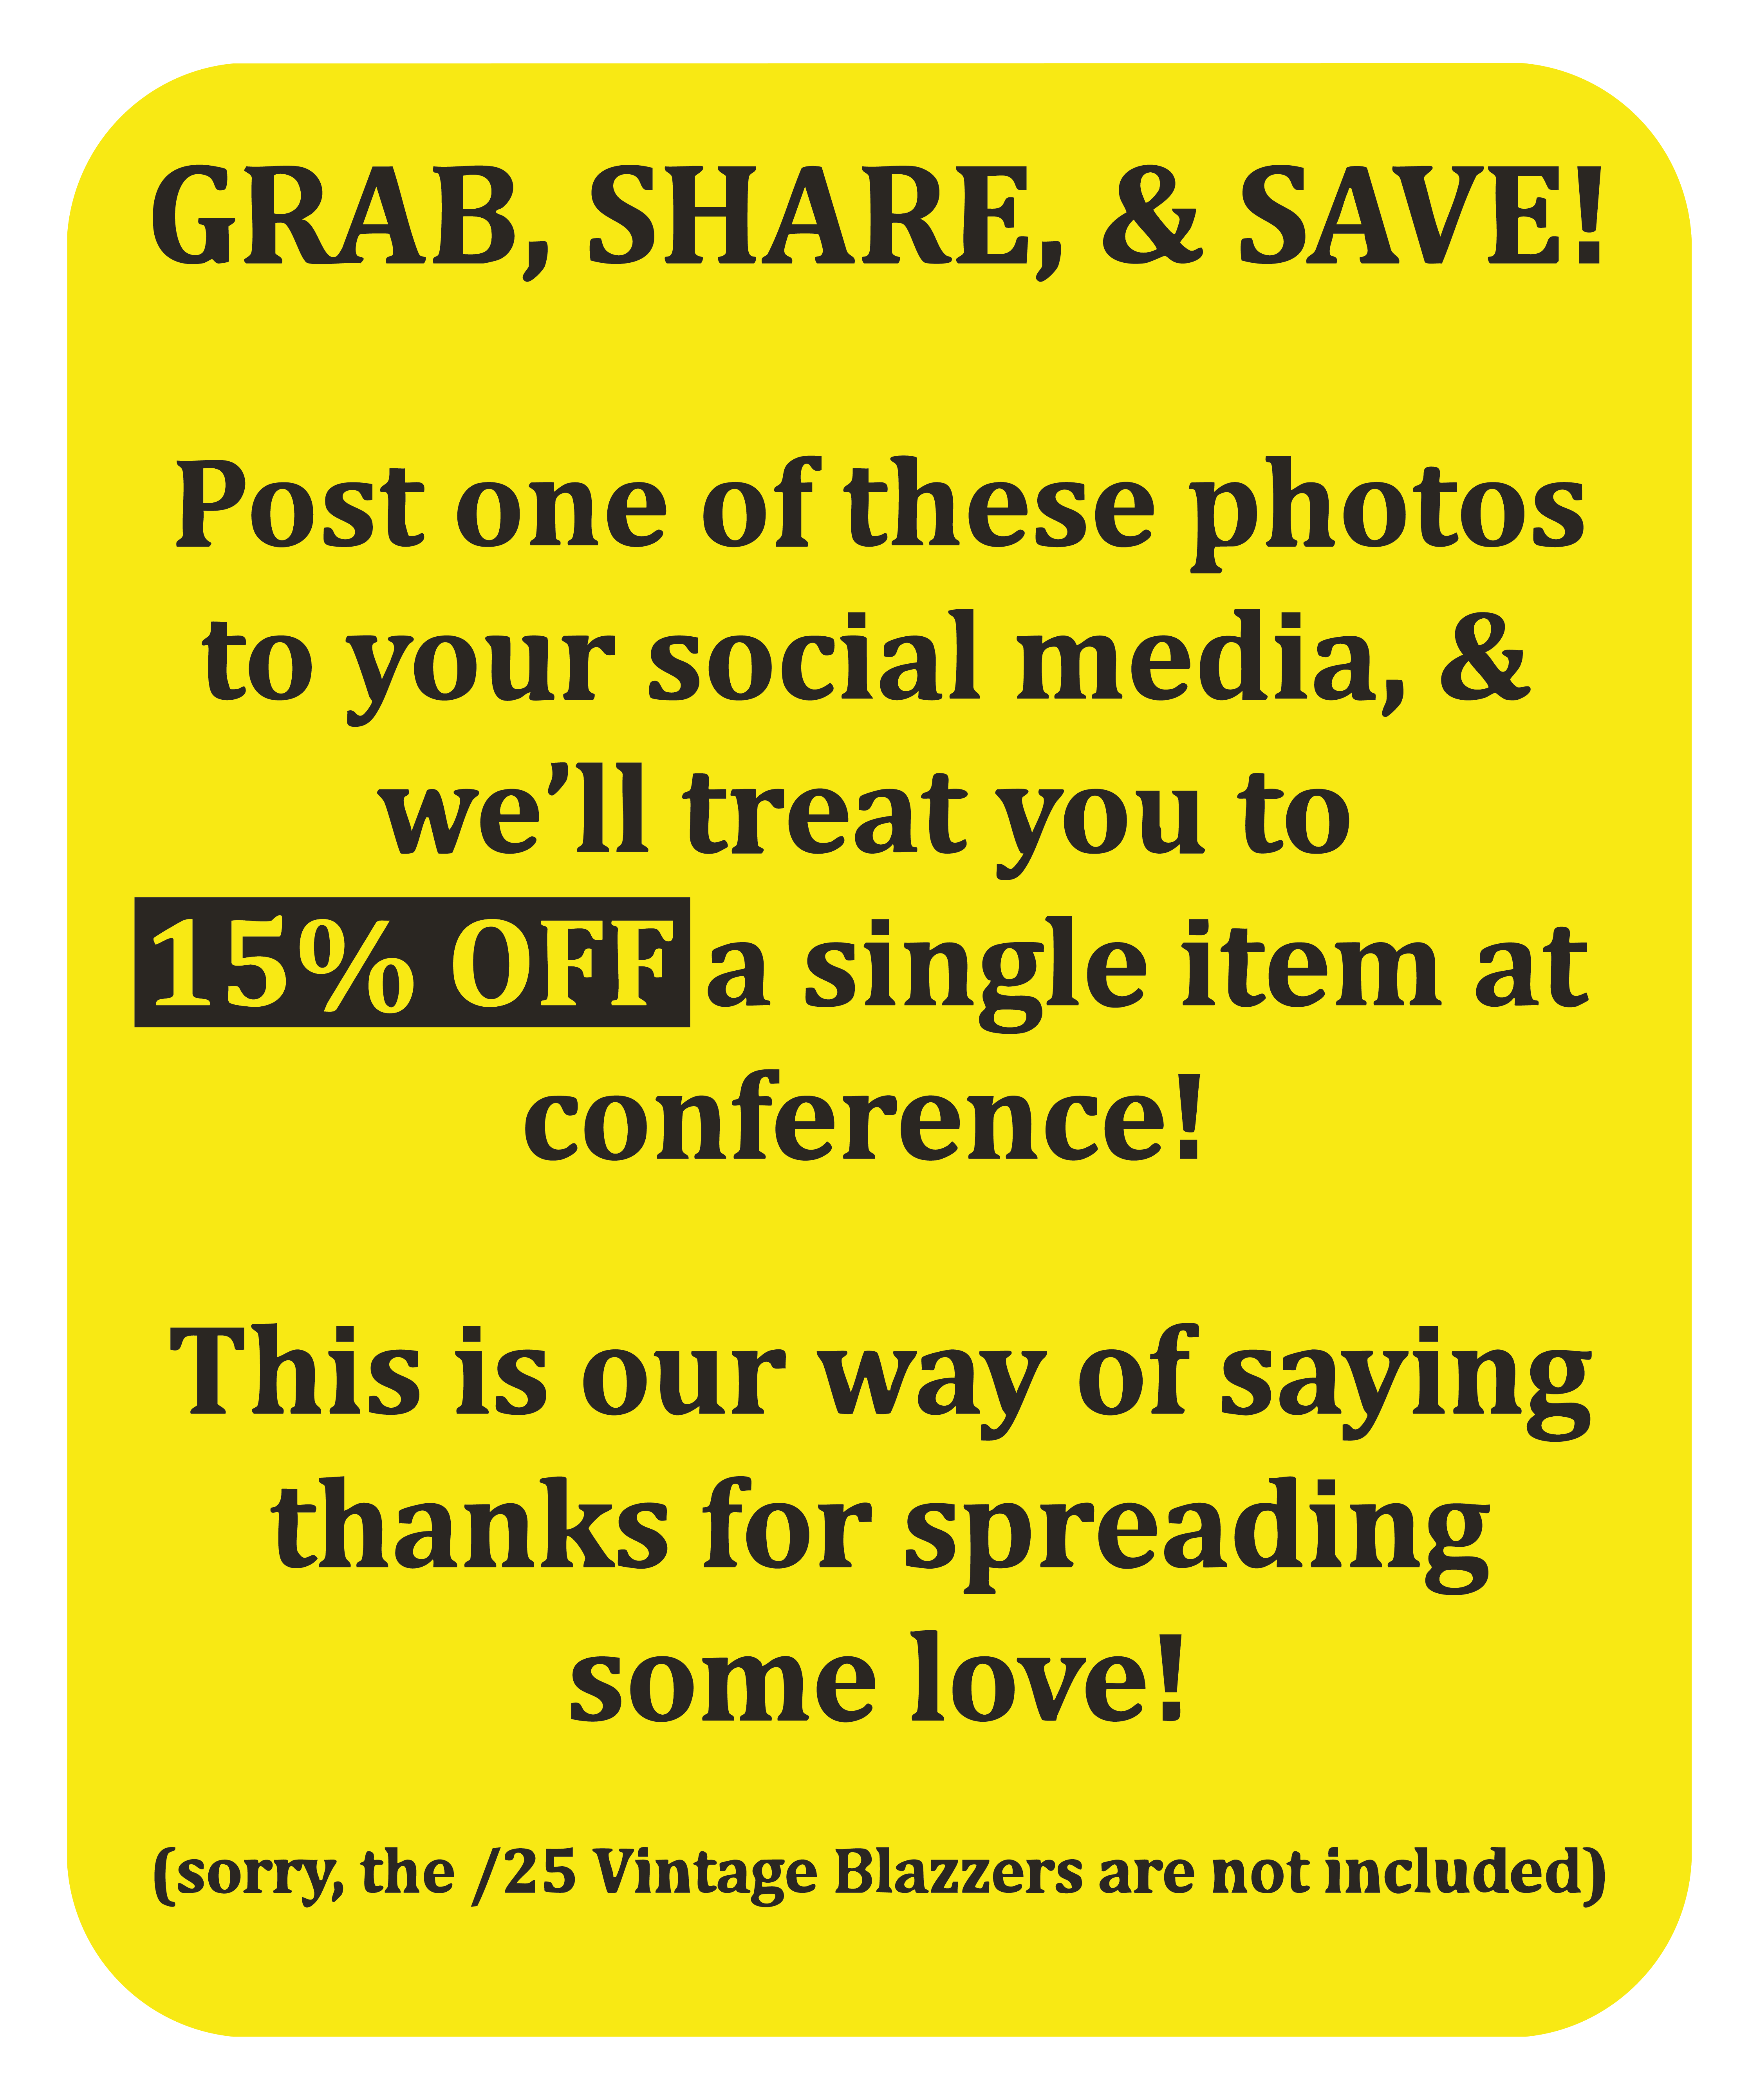 GRAB, SHARE, & SAVE!
Post one of these photos
to your social media, &
we’ll treat you to
15% OFF a single item at
conference!
This is our way of saying
thanks for spreading
some love!
(sorry, the /25 Vintage Blazzers are not included)